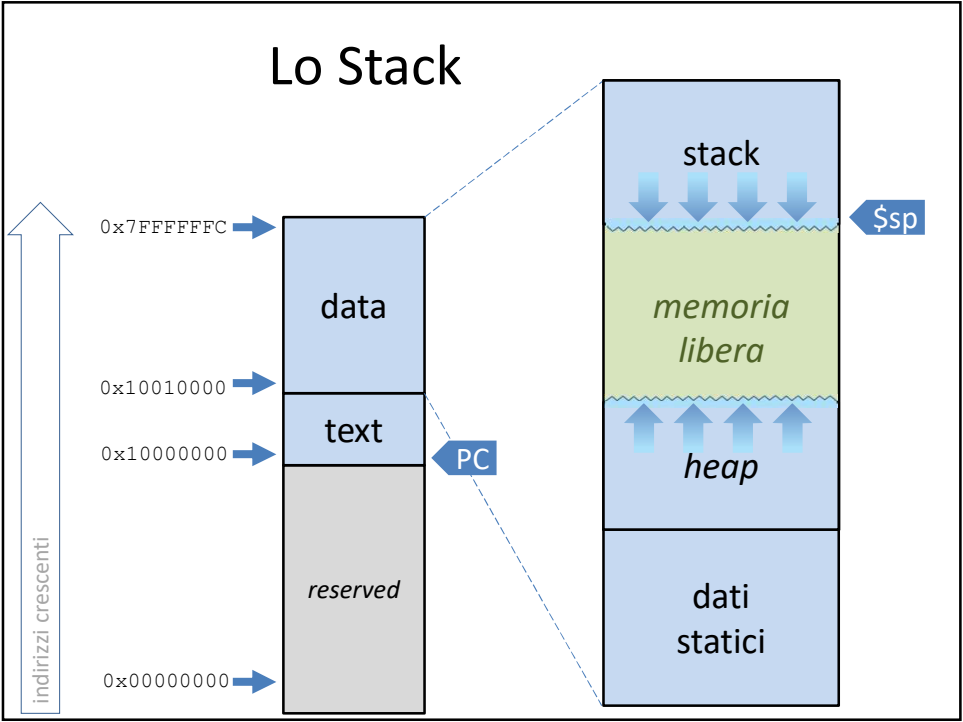 Lo Stack
stack
$sp
0x7FFFFFFC
data
memoria
libera
0x10010000
text
0x10000000
PC
heap
indirizzi crescenti
reserved
dati
statici
0x00000000